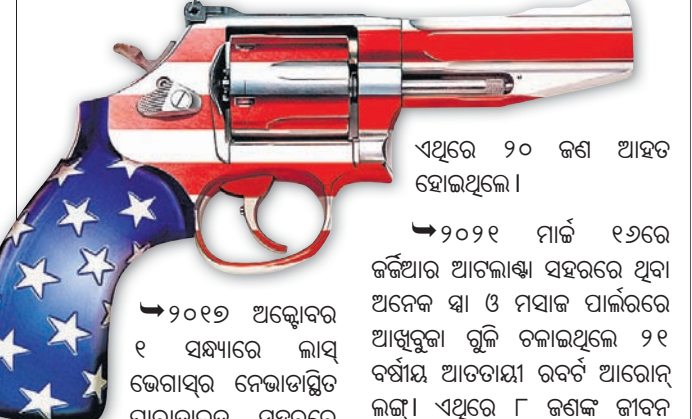 ➥୨୦୧୭ ଅକ୍ଟୋବର
୧ ସନ୍ଧ୍ୟାରେ ଲାସ୍
ଭେଗାସ୍‌ର ନେଭାଡାସ୍ଥିତ
ଏଥିରେ ୨୦ ଜଣ ଆହତ
ହୋଇଥିଲେ।
➥୨୦୨୧ ମାର୍ଚ୍ଚ ୧୬ରେ
ଜର୍ଜିଆର ଆଟଲାଣ୍ଟା ସହରରେ ଥିବା
ଅନେକ ସ୍ପା ଓ ମସାଜ ପାର୍ଲରରେ
ଆଖିବୁଜା ଗୁଳି ଚଳାଇଥିଲେ ୨୧
ବର୍ଷୀୟ ଆତତାୟୀ ରବର୍ଟ ଆରୋନ୍
ଲଙ୍ଗ୍। ଏଥିରେ ୮ ଜଣଙ୍କ ଜୀବନ